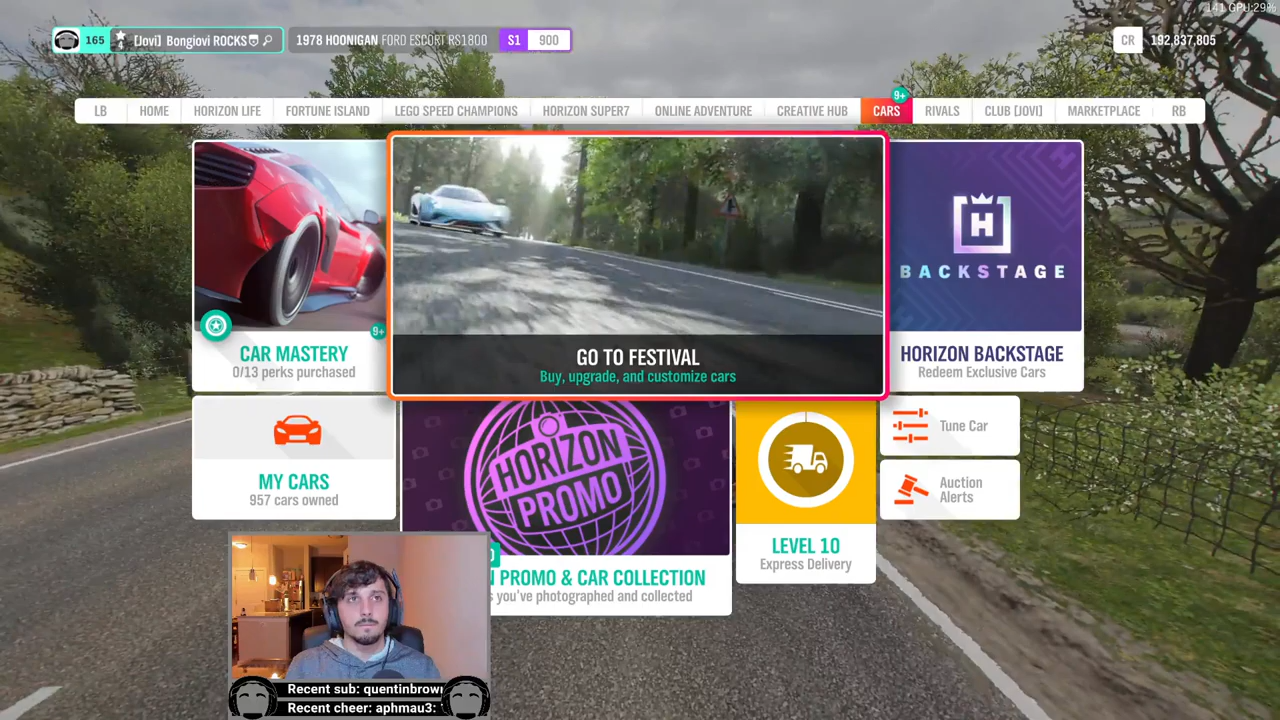 141 GPU:29%
165 4 [Jovi] Bongiovi ROCKS 1978 HOONIGAN FORD ESCORT RS1800 S1 900 CR 192,837,805
9+
LB HOME HORIZON LIFE FORTUNE ISLAND LEGO SPEED CHAMPIONS HORIZON SUPER7 ONLINE ADVENTURE CREATIVE HUB CARS RIVALS CLUB [JOVI] MARKETPLACE RB
9+
CAR MASTERY
0/13 perks purchased
GO TO FESTIVAL
Buy, upgrade, and customize cars
H
BACKSTAGE
HORIZON BACKSTAGE
Redeem Exclusive Cars
MY CARS
957 cars owned
HORIZON
PROMO
PROMO & CAR COLLECTION
you've photographed and collected
LEVEL 10
Express Delivery
Tune Car
Auction
Alerts
Recent sub: quentinbrow
Recent cheer: aphmau3: